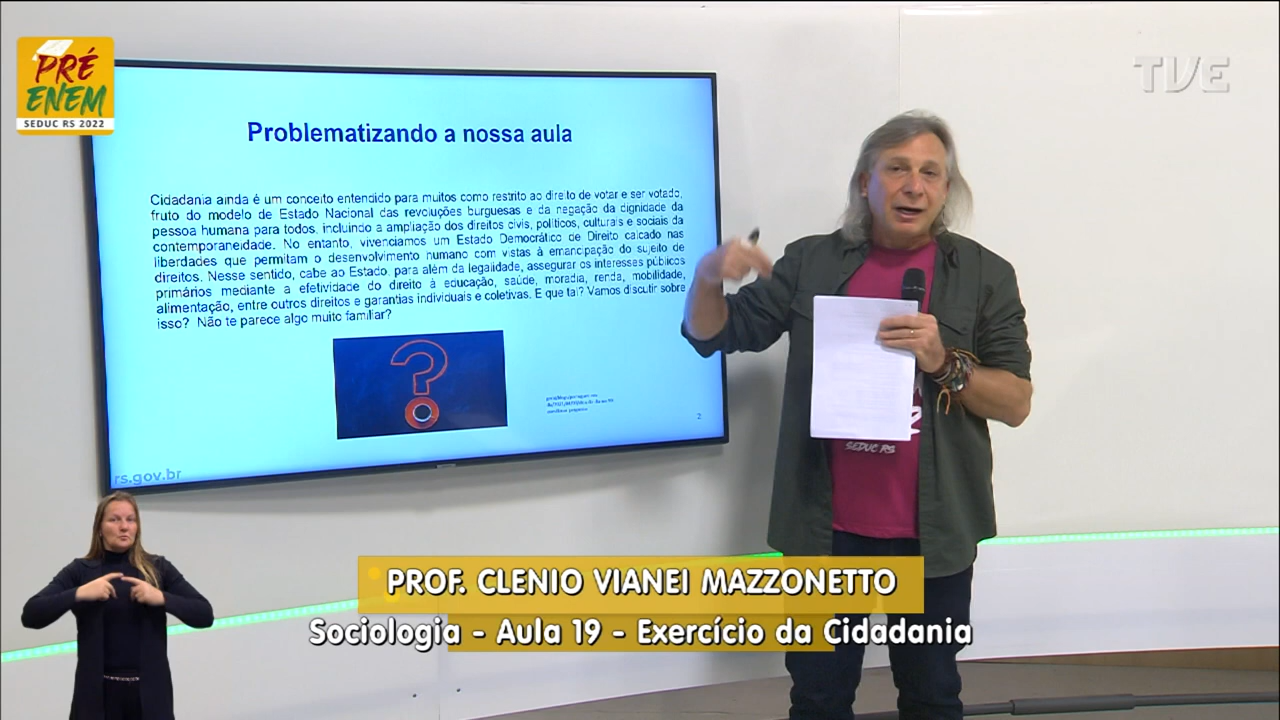 PRÉ
ENEM
SEDUC RS 2022
TVE
Problematizando a nossa aula
Cidadania ainda é um conceito entendido para muitos como restrito ao direito de votar e ser votado,
fruto do modelo de Estado Nacional das revoluções burguesas e da negação da dignidade da
pessoa humana para todos, incluindo a ampliação dos direitos civis, políticos, culturais e sociais da
contemporaneidade. No entanto, vivenciamos um Estado Democrático de Direito calcado nas
liberdades que permitam o desenvolvimento humano com vistas à emancipação do sujeito de
direitos. Nesse sentido, cabe ao Estado, para além da legalidade, assegurar os interesses públicos
primários mediante a efetividade do direito à educação, saúde, moradia, renda, mobilidade,
alimentação, entre outros direitos e garantias individuais e coletivas. E que tal? Vamos discutir sobre
isso? Não te parece algo muito familiar?
2
rs.gov.br
SEDUC RS
PROF. CLENIO VIANEI MAZZONETTO
Sociologia - Aula 19 - Exercício da Cidadania